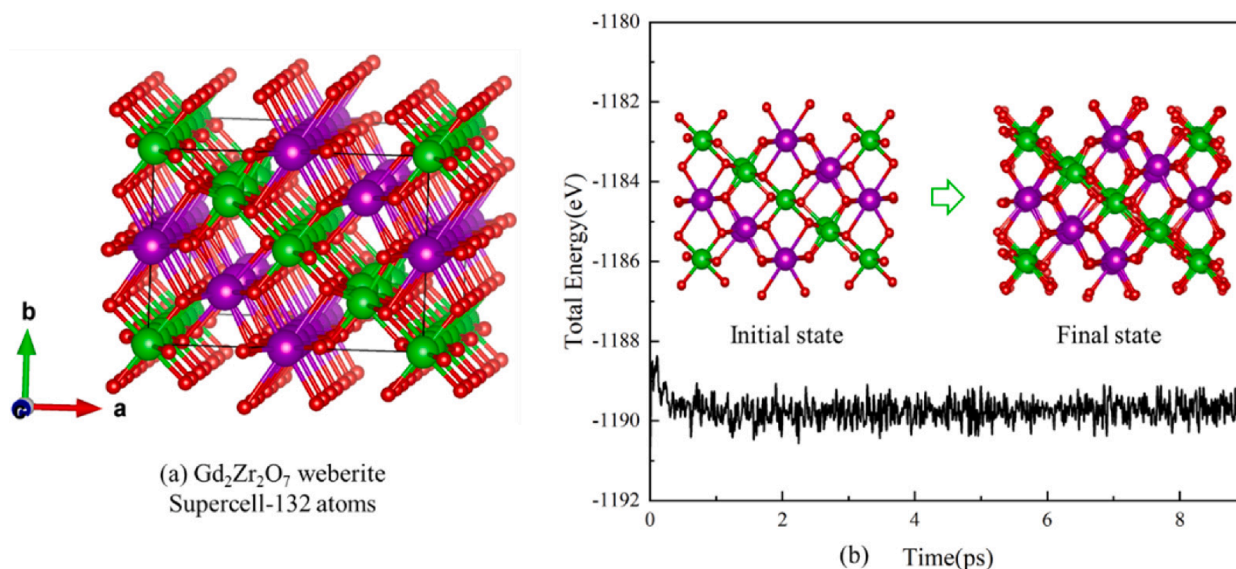 b
c
a
(a) Gd₂Zr₂O₇ weberite
Supercell-132 atoms
Total Energy(eV)
-1180
-1182
-1184
-1186
-1188
-1190
-1192
Initial state
Final state
0
2
4
6
8
(b)
Time(ps)